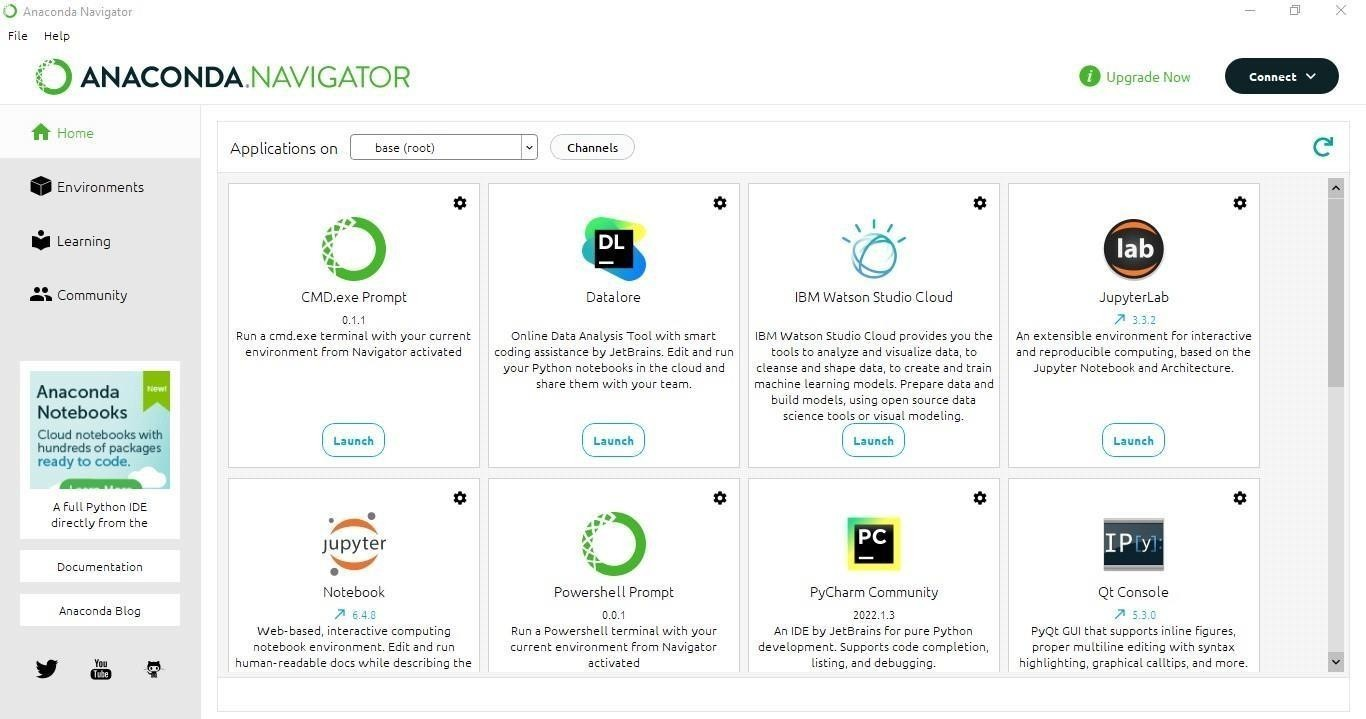 Anaconda Navigator
File Help
ANACONDA.NAVIGATOR
i Upgrade Now
Connect
Home
Environments
Learning
Community
Anaconda
Notebooks
New!
Cloud notebooks with
hundreds of packages
ready to code.
Learn More
A full Python IDE
directly from the
Documentation
Anaconda Blog
You
Tube
Applications on base (root) Channels
CMD.exe Prompt
0.1.1
Run a cmd.exe terminal with your current
environment from Navigator activated
Launch
DL
Datalore
Online Data Analysis Tool with smart
coding assistance by JetBrains. Edit and run
your Python notebooks in the cloud and
share them with your team.
Launch
IBM Watson Studio Cloud
IBM Watson Studio Cloud provides you the
tools to analyze and visualize data, to
cleanse and shape data, to create and train
machine learning models. Prepare data and
build models, using open source data
science tools or visual modeling.
Launch
lab
JupyterLab
3.3.2
An extensible environment for interactive
and reproducible computing, based on the
Jupyter Notebook and Architecture.
Launch
jupyter
Notebook
6.4.8
Web-based, interactive computing
notebook environment. Edit and run
human-readable docs while describing the
Powershell Prompt
0.0.1
Run a Powershell terminal with your
current environment from Navigator
activated
PC
PyCharm Community
2022.1.3
An IDE by JetBrains for pure Python
development. Supports code completion,
listing, and debugging.
IP[y]:
Qt Console
5.3.0
PyQt GUI that supports inline figures,
proper multiline editing with syntax
highlighting, graphical calltips, and more.